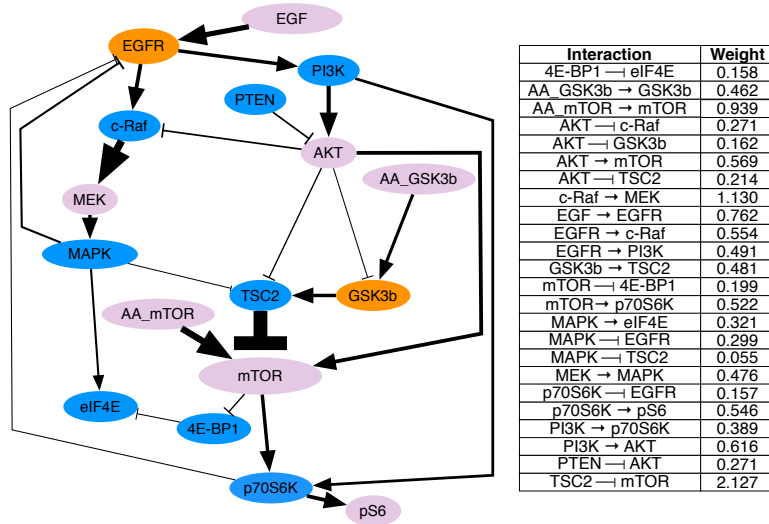 EGF
EGFR
PI3K
PTEN
c-Raf
AKT
AA_GSK3b
MEK
MAPK
TSC2
GSK3b
AA_mTOR
mTOR
eIF4E
4E-BP1
p70S6K
pS6
Interaction Weight
4E-BP1 ⊣ eIF4E 0.158
AA_GSK3b → GSK3b 0.462
AA_mTOR → mTOR 0.939
AKT ⊣ c-Raf 0.271
AKT ⊣ GSK3b 0.162
AKT → mTOR 0.569
AKT ⊣ TSC2 0.214
c-Raf → MEK 1.130
EGF → EGFR 0.762
EGFR → c-Raf 0.554
EGFR → PI3K 0.491
GSK3b → TSC2 0.481
mTOR ⊣ 4E-BP1 0.199
mTOR → p70S6K 0.522
MAPK → eIF4E 0.321
MAPK ⊣ EGFR 0.299
MAPK ⊣ TSC2 0.055
MEK → MAPK 0.476
p70S6K ⊣ EGFR 0.157
p70S6K → pS6 0.546
PI3K → p70S6K 0.389
PI3K → AKT 0.616
PTEN ⊣ AKT 0.271
TSC2 ⊣ mTOR 2.127